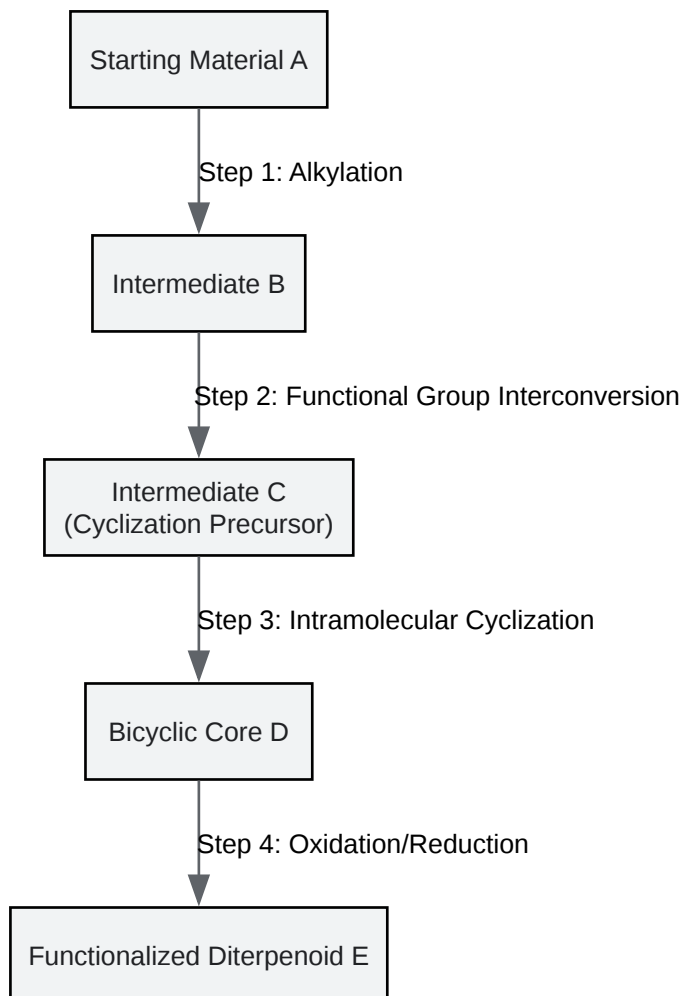 Starting Material A
Step 1: Alkylation
Intermediate B
Step 2: Functional Group Interconversion
Intermediate C
(Cyclization Precursor)
Step 3: Intramolecular Cyclization
Bicyclic Core D
Step 4: Oxidation/Reduction
Functionalized Diterpenoid E